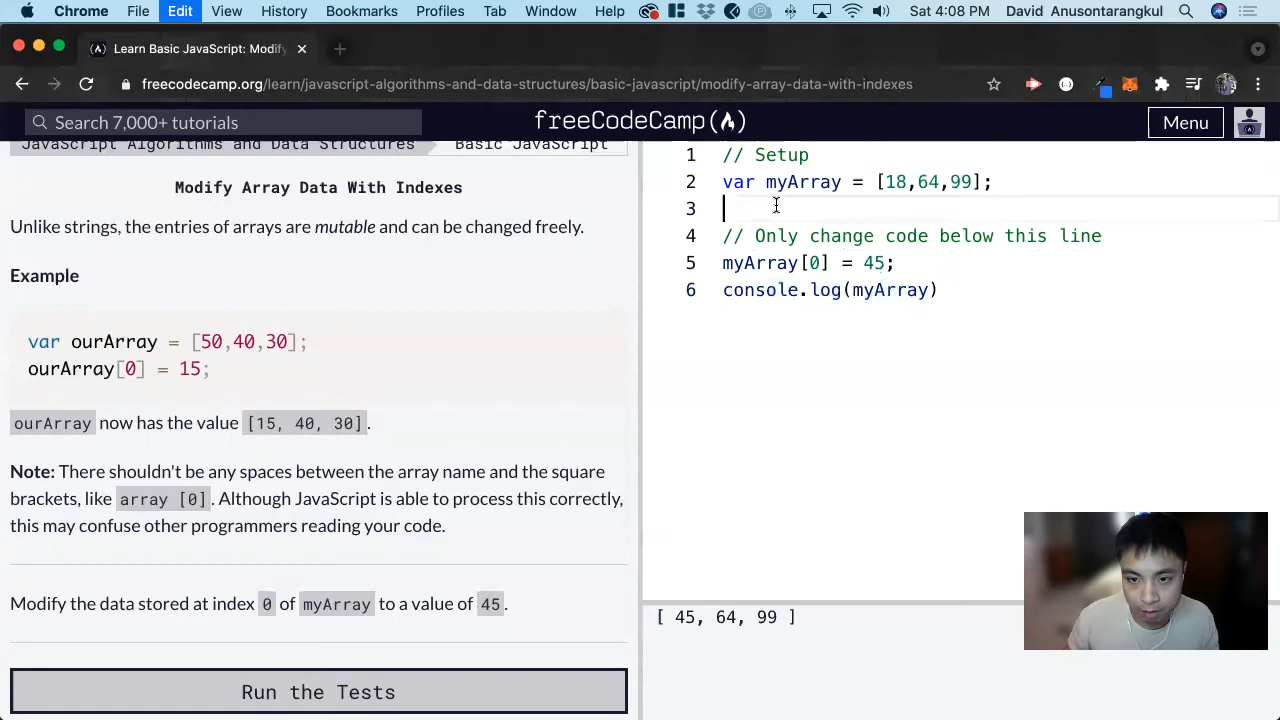 Chrome File Edit View History Bookmarks Profiles Tab Window Help Sat 4:08 PM David Anusontarangkul
Learn Basic JavaScript: Modif
freecodecamp.org/learn/javascript-algorithms-and-data-structures/basic-javascript/modify-array-data-with-indexes
Search 7,000+ tutorials
freeCodeCamp
Menu
JavaScript Algorithms and Data Structures
Basic JavaScript
Modify Array Data With Indexes
Unlike strings, the entries of arrays are mutable and can be changed freely.
Example
var ourArray = [50,40,30];
ourArray[0] = 15;
ourArray now has the value [15, 40, 30].
Note: There shouldn't be any spaces between the array name and the square
brackets, like array [0]. Although JavaScript is able to process this correctly,
this may confuse other programmers reading your code.
Modify the data stored at index 0 of myArray to a value of 45.
Run the Tests
1 // Setup
2 var myArray = [18,64,99];
3
4 // Only change code below this line
5 myArray[0] = 45;
6 console.log(myArray)
[ 45, 64, 99 ]